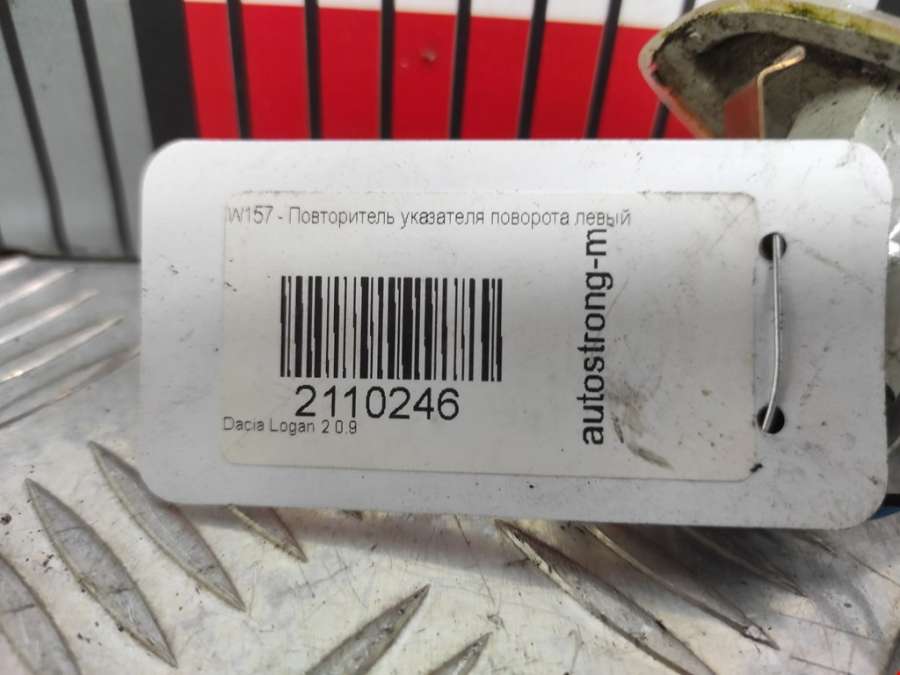 W157 - Повторитель указателя поворота левый
2110246
Dacia Logan 2 0.9
autostrong-m